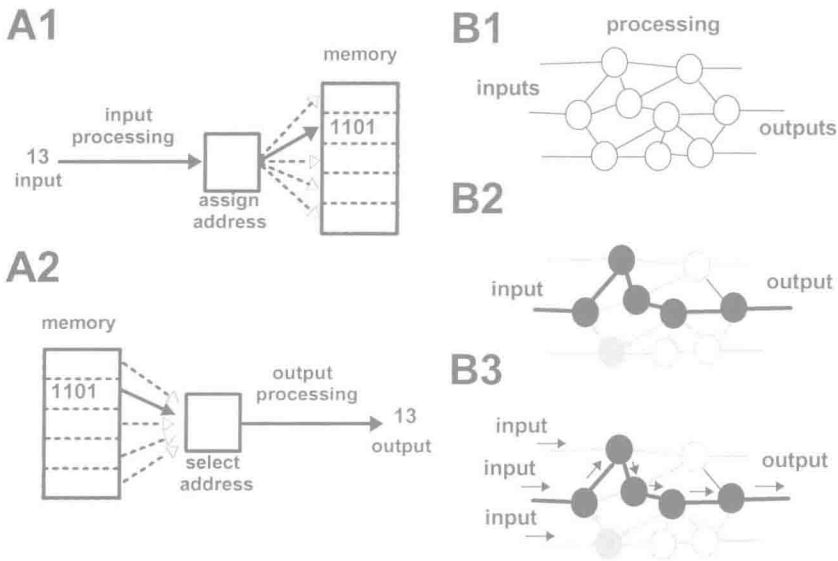 A1
memory
input
processing
1101
13
input
assign
address
A2
memory
1101
output
processing
13
output
select
address
B1
processing
inputs
outputs
B2
input
output
B3
input
input
output
input